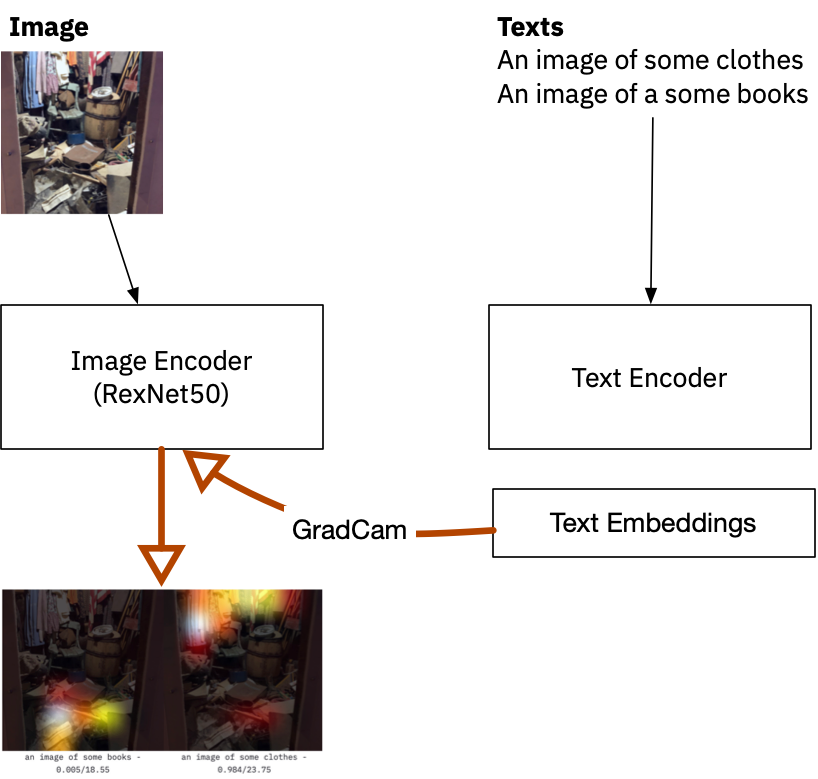 Image
Texts
An image of some clothes
An image of a some books
Image Encoder
(RexNet50)
Text Encoder
GradCam
Text Embeddings
an image of some books -
0.005/18.55
an image of some clothes -
0.984/23.75